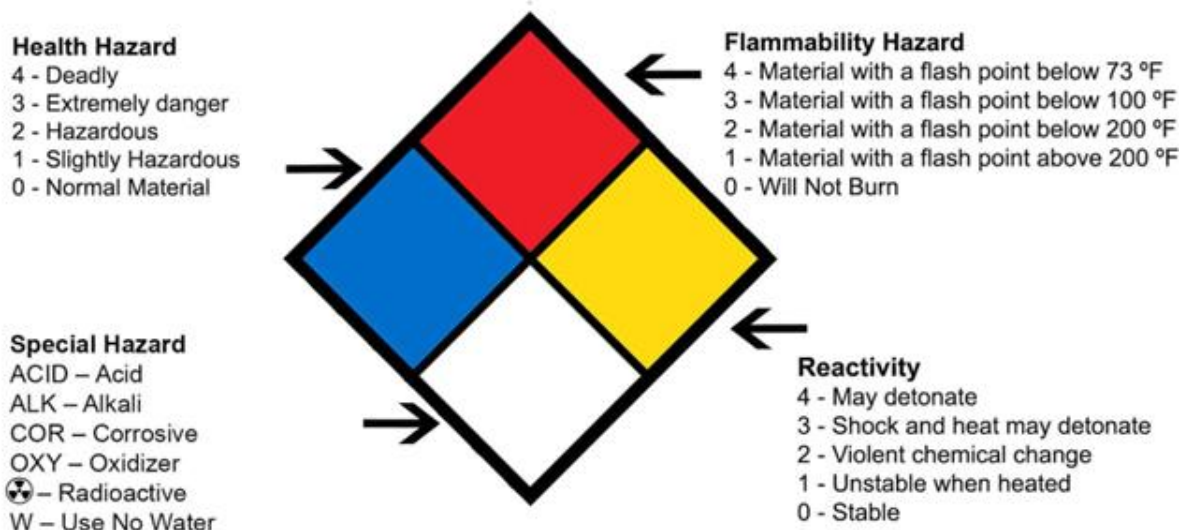 Health Hazard
4 - Deadly
3 - Extremely danger
2 - Hazardous
1 - Slightly Hazardous
0 - Normal Material
Flammability Hazard
4 - Material with a flash point below 73 ºF
3 - Material with a flash point below 100 ºF
2 - Material with a flash point below 200 ºF
1 - Material with a flash point above 200 ºF
0 - Will Not Burn
Special Hazard
ACID – Acid
ALK – Alkali
COR – Corrosive
OXY – Oxidizer
☢ – Radioactive
W – Use No Water
Reactivity
4 - May detonate
3 - Shock and heat may detonate
2 - Violent chemical change
1 - Unstable when heated
0 - Stable